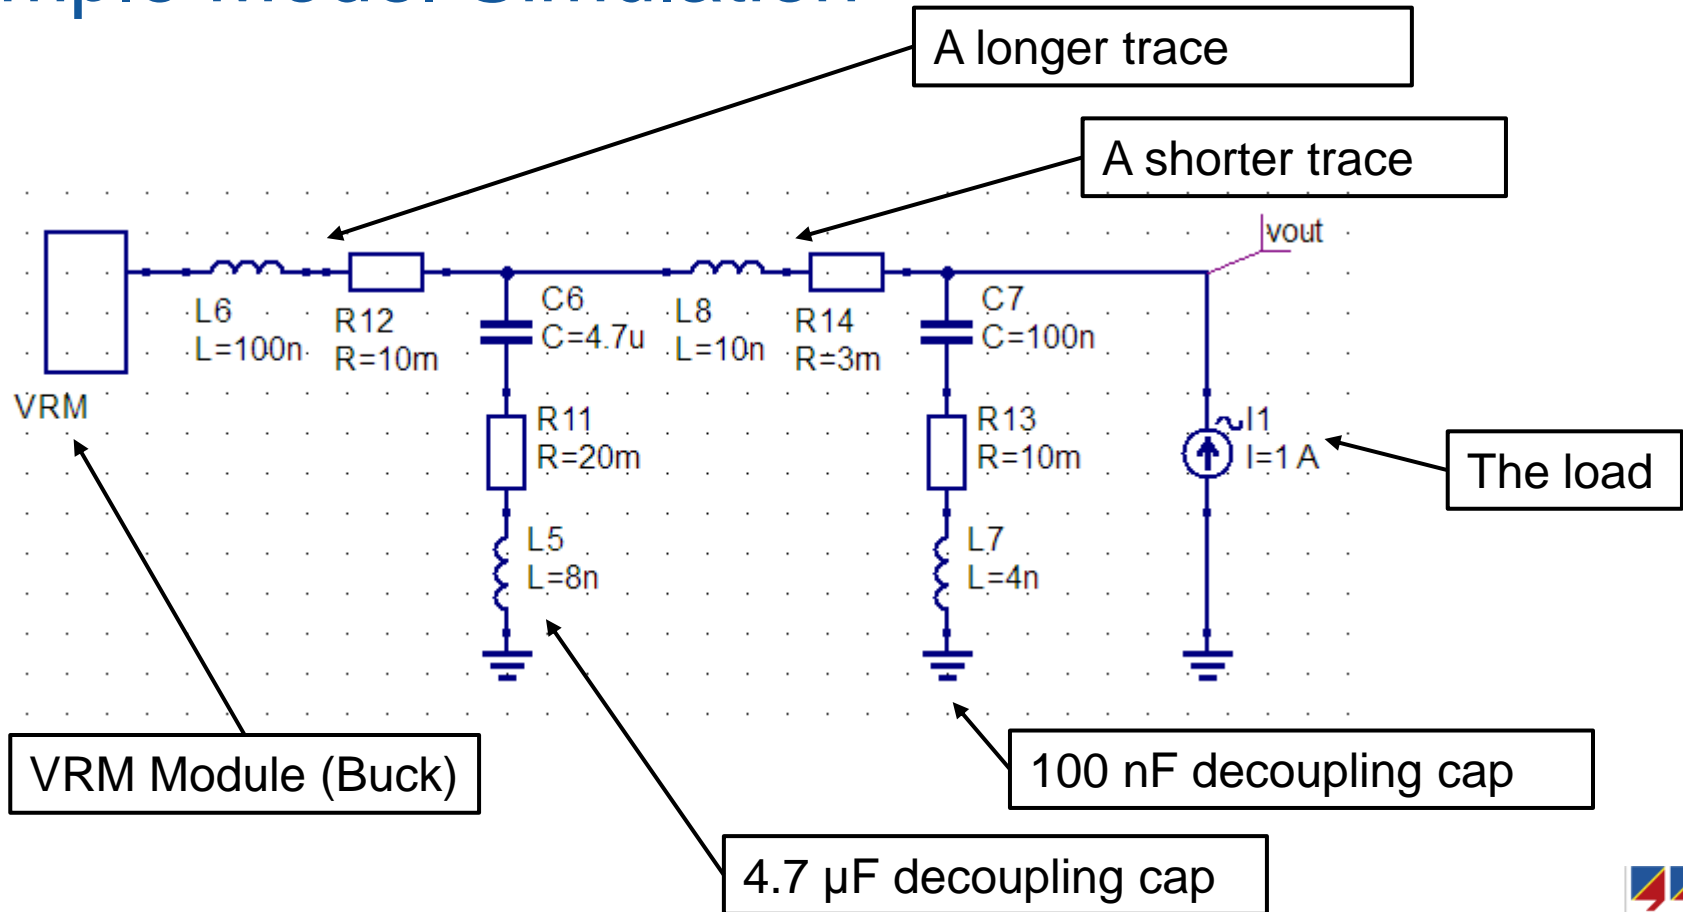 Model Simulation
A longer trace
A shorter trace
vout
L6
L=100n
R12
R=10m
C6
C=4.7u
L8
L=10n
R14
R=3m
C7
C=100n
VRM
R11
R=20m
R13
R=10m
I1
I=1 A
The load
L5
L=8n
L7
L=4n
VRM Module (Buck)
100 nF decoupling cap
4.7 µF decoupling cap